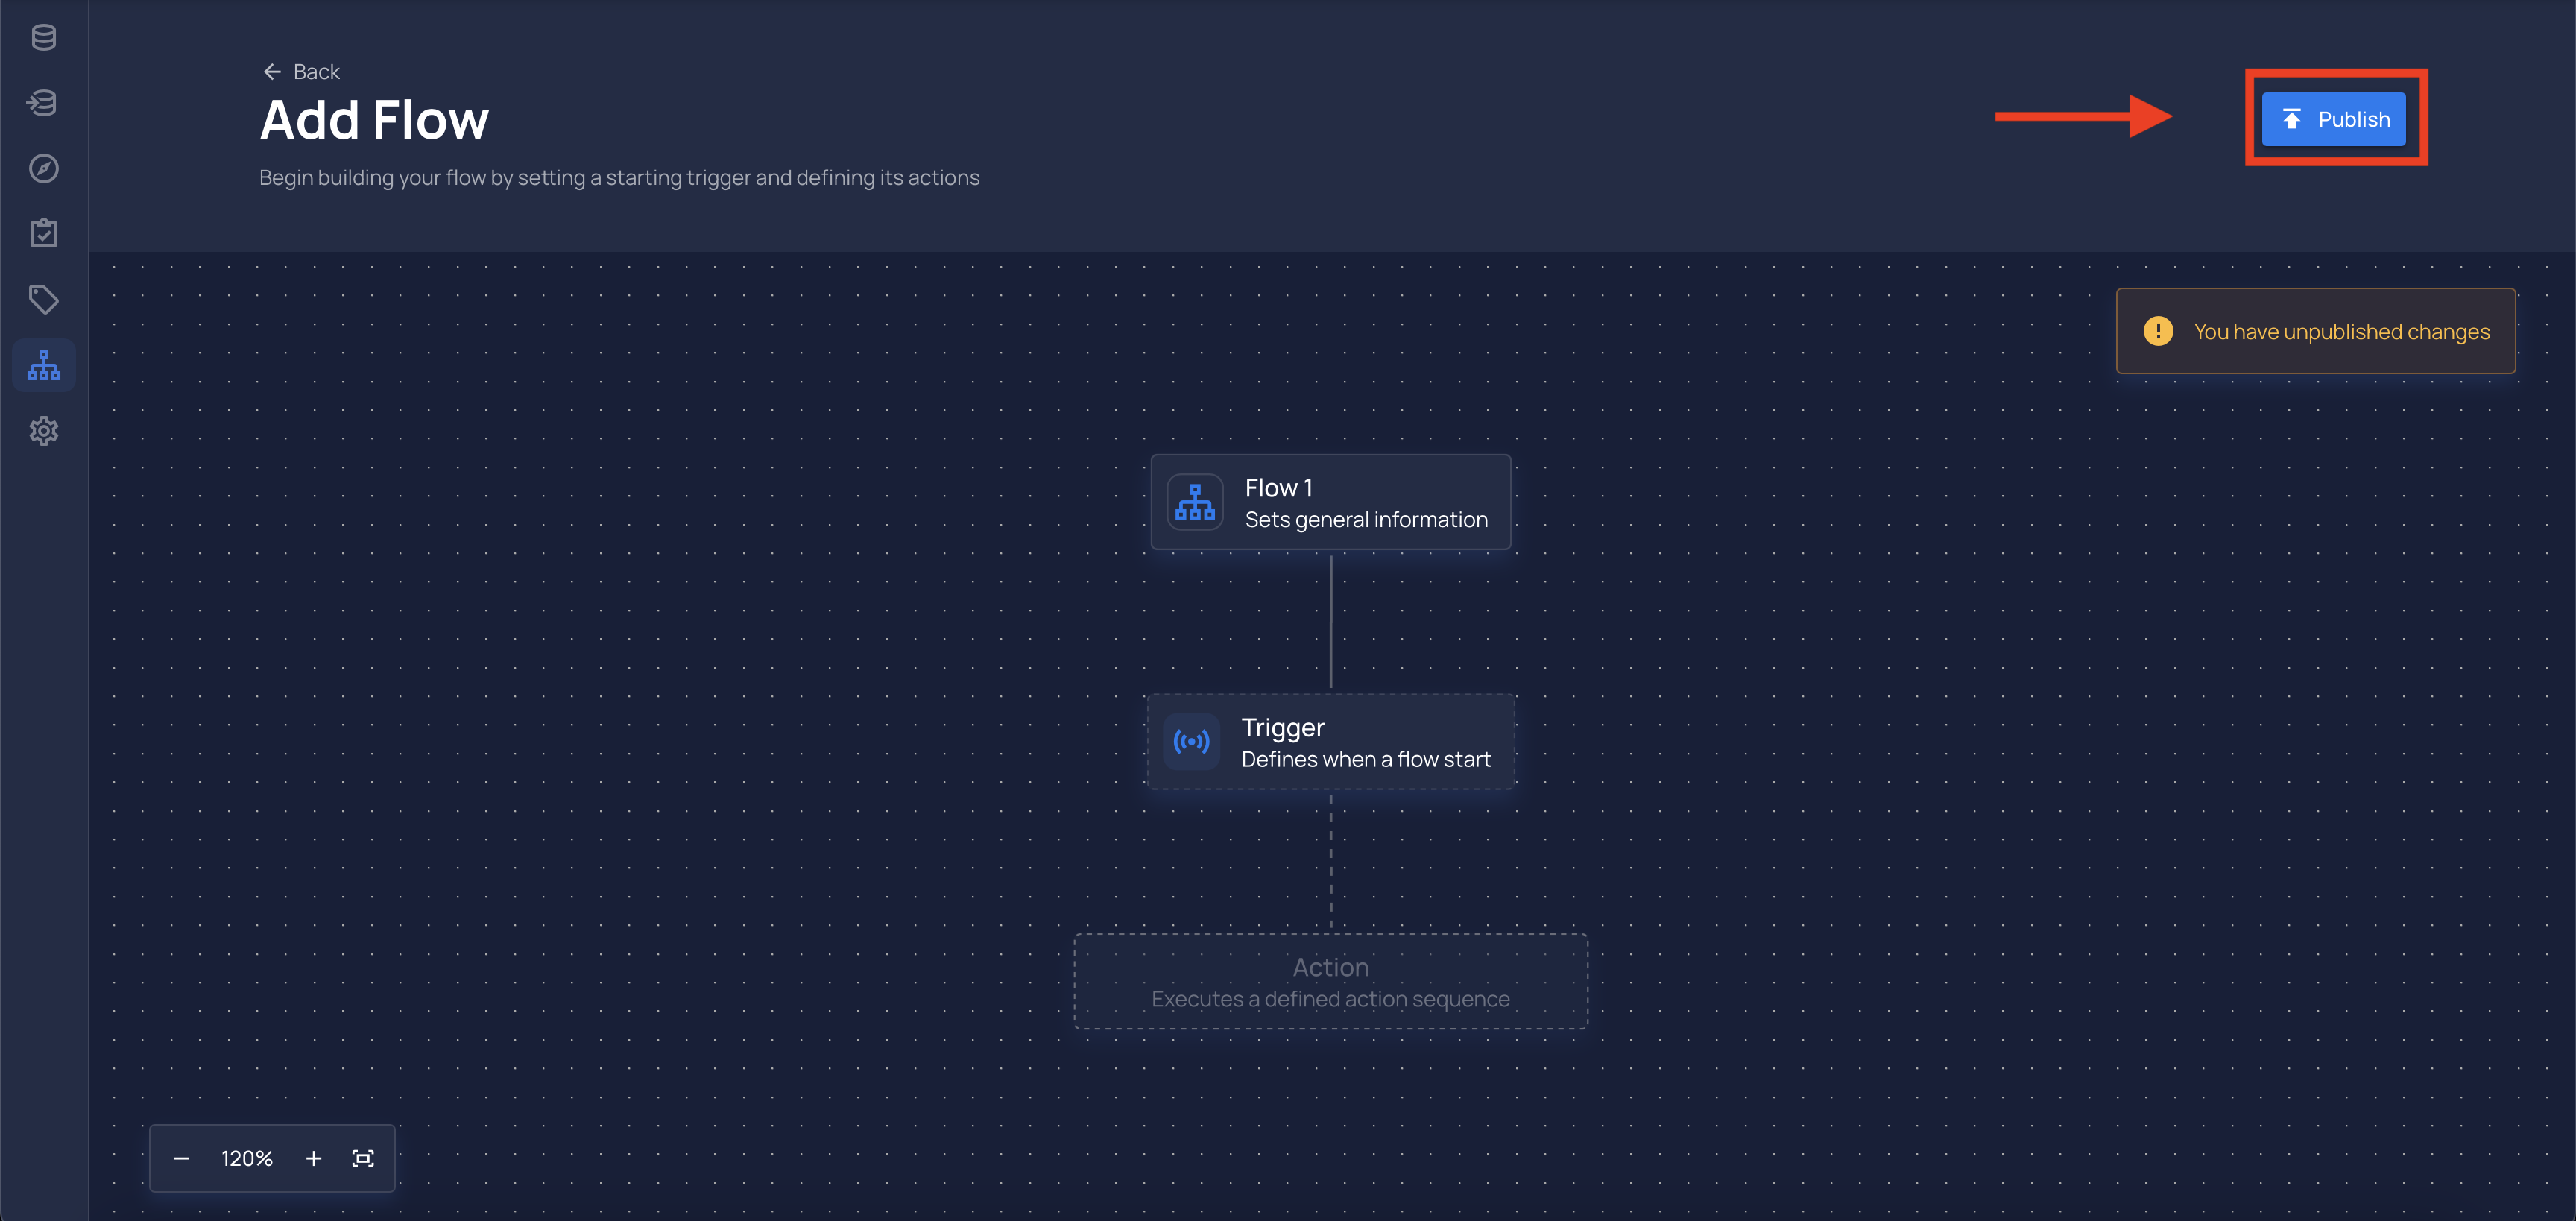 Back
Add Flow
Begin building your flow by setting a starting trigger and defining its actions
Publish
You have unpublished changes
Flow 1
Sets general information
Trigger
Defines when a flow start
Action
Executes a defined action sequence
120%